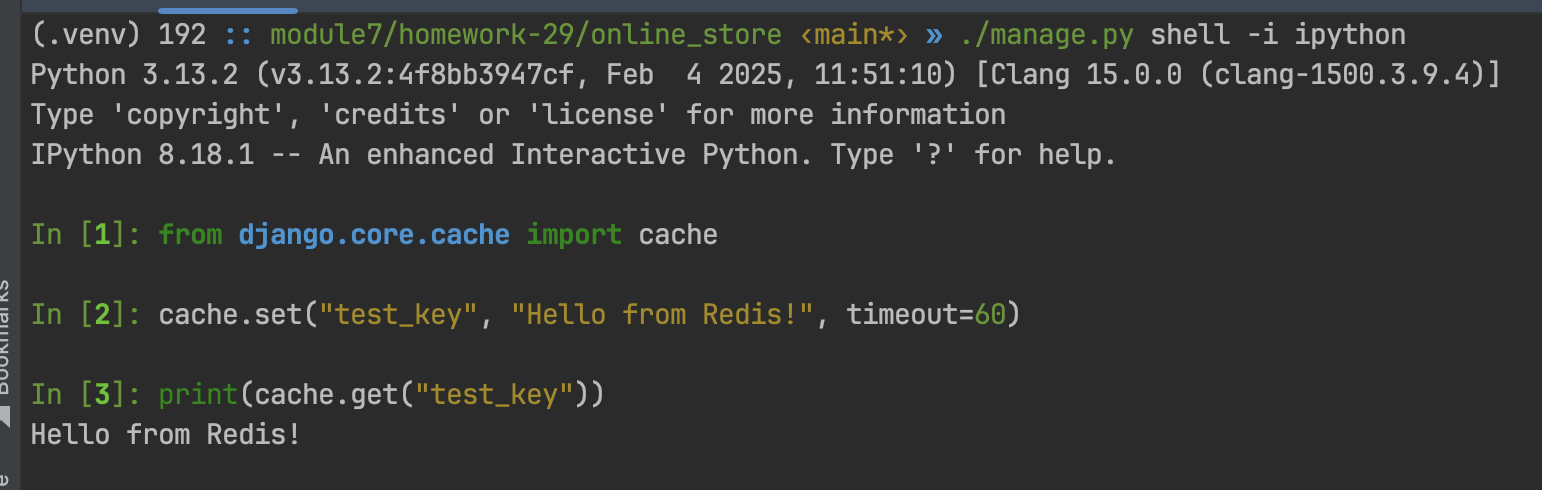 (.venv) 192 :: module7/homework-29/online_store ‹main*› » ./manage.py shell -i ipython
Python 3.13.2 (v3.13.2:4f8bb3947cf, Feb  4 2025, 11:51:10) [Clang 15.0.0 (clang-1500.3.9.4)]
Type 'copyright', 'credits' or 'license' for more information
IPython 8.18.1 -- An enhanced Interactive Python. Type '?' for help.
In [1]: from django.core.cache import cache
In [2]: cache.set("test_key", "Hello from Redis!", timeout=60)
In [3]: print(cache.get("test_key"))
Hello from Redis!
Bookmarks